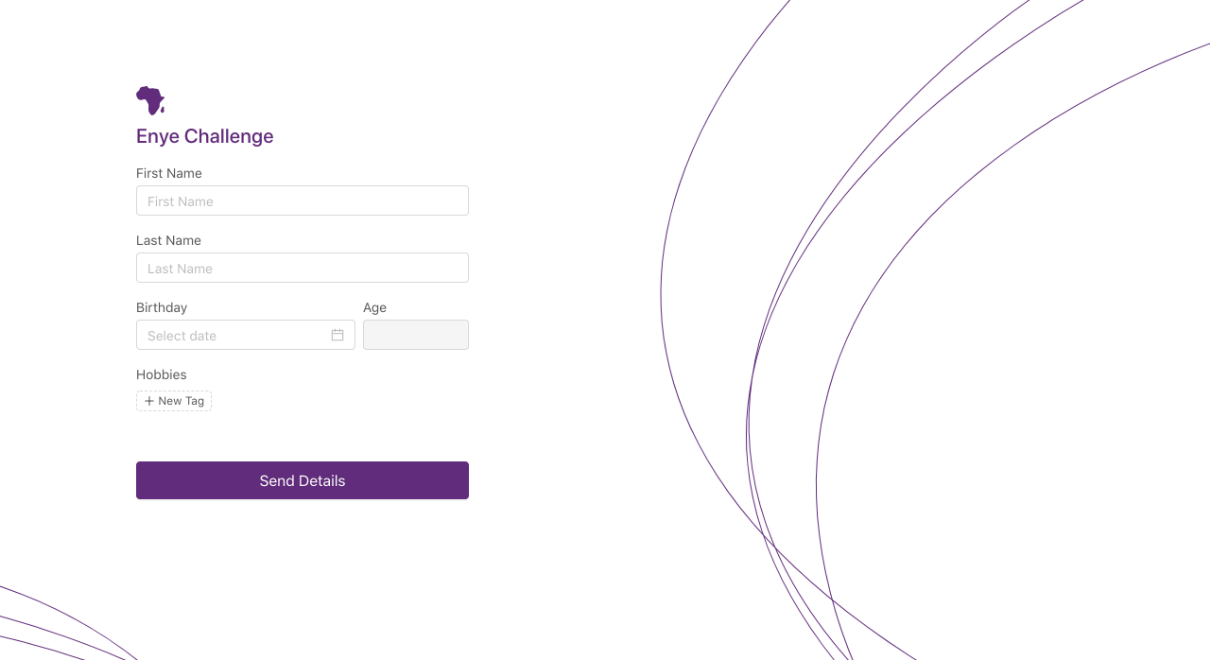 Enye Challenge
First Name
First Name
Last Name
Last Name
Birthday Age
Select date
Hobbies
+ New Tag
Send Details